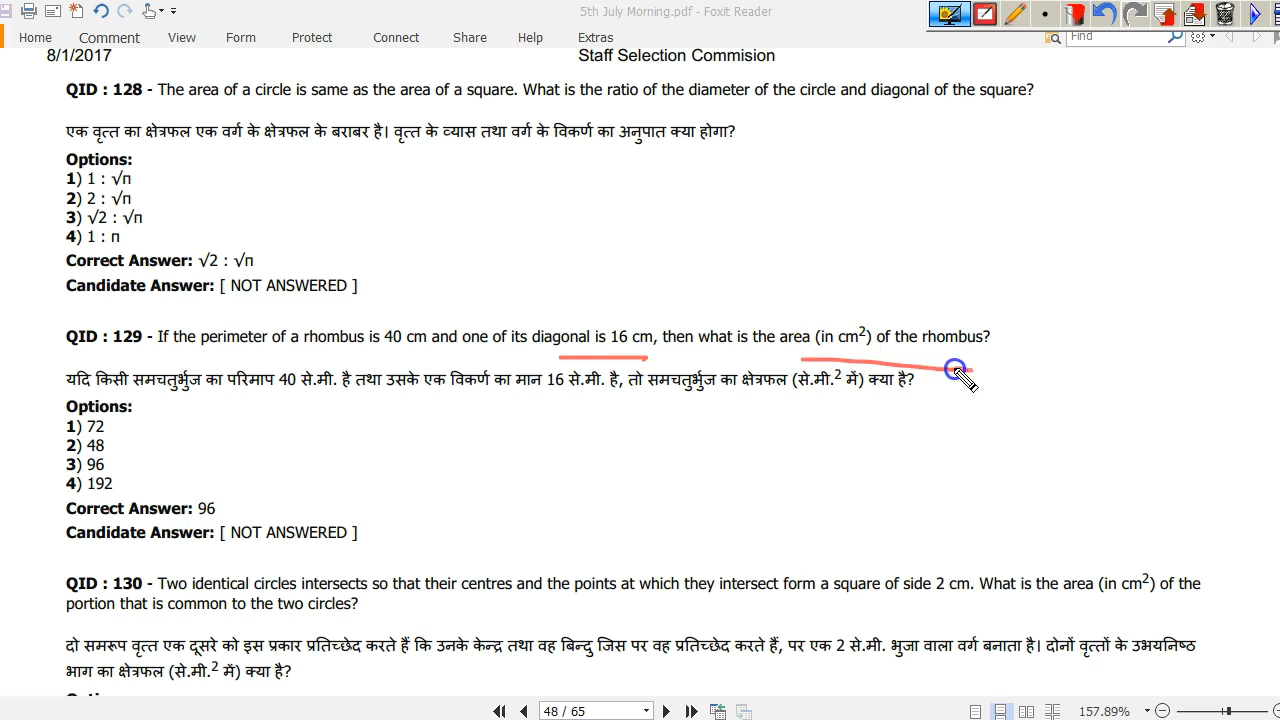 5th July Morning.pdf - Foxit Reader
Home Comment View Form Protect Connect Share Help Extras Find
8/1/2017 Staff Selection Commision
QID : 128 - The area of a circle is same as the area of a square. What is the ratio of the diameter of the circle and diagonal of the square?
एक वृत्त का क्षेत्रफल एक वर्ग के क्षेत्रफल के बराबर है। वृत्त के व्यास तथा वर्ग के विकर्ण का अनुपात क्या होगा?
Options:
1) 1 : √п
2) 2 : √п
3) √2 : √п
4) 1 : п
Correct Answer: √2 : √п
Candidate Answer: [ NOT ANSWERED ]
QID : 129 - If the perimeter of a rhombus is 40 cm and one of its diagonal is 16 cm, then what is the area (in cm²) of the rhombus?
यदि किसी समचतुर्भुज का परिमाप 40 से.मी. है तथा उसके एक विकर्ण का मान 16 से.मी. है, तो समचतुर्भुज का क्षेत्रफल (से.मी.² में) क्या है?
Options:
1) 72
2) 48
3) 96
4) 192
Correct Answer: 96
Candidate Answer: [ NOT ANSWERED ]
QID : 130 - Two identical circles intersects so that their centres and the points at which they intersect form a square of side 2 cm. What is the area (in cm²) of the
portion that is common to the two circles?
दो समरूप वृत्त एक दूसरे को इस प्रकार प्रतिच्छेद करते हैं कि उनके केन्द्र तथा वह बिन्दु जिस पर वह प्रतिच्छेद करते हैं, पर एक 2 से.मी. भुजा वाला वर्ग बनाता है। दोनों वृत्तों के उभयनिष्ठ
भाग का क्षेत्रफल (से.मी.² में) क्या है?
48 / 65 157.89%